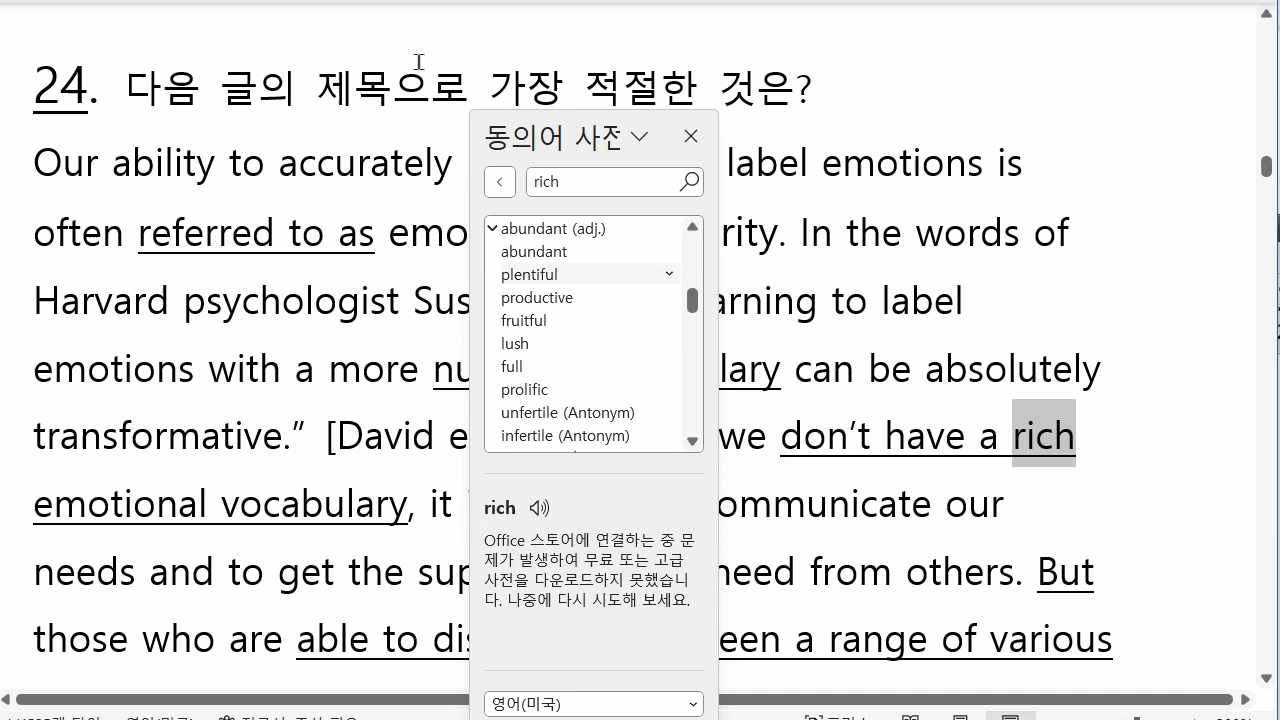 24. 다음 글의 제목으로 가장 적절한 것은?
Our ability to accurately label emotions is
often referred to as emo rity. In the words of
Harvard psychologist Sus arning to label
emotions with a more nu lary can be absolutely
transformative.” [David e we don’t have a rich
emotional vocabulary, it ommunicate our
needs and to get the sup need from others. But
those who are able to dis een a range of various
동의어 사전
rich
abundant (adj.)
abundant
plentiful
productive
fruitful
lush
full
prolific
unfertile (Antonym)
infertile (Antonym)
rich
Office 스토어에 연결하는 중 문
제가 발생하여 무료 또는 고급
사전을 다운로드하지 못했습니
다. 나중에 다시 시도해 보세요.
영어(미국)